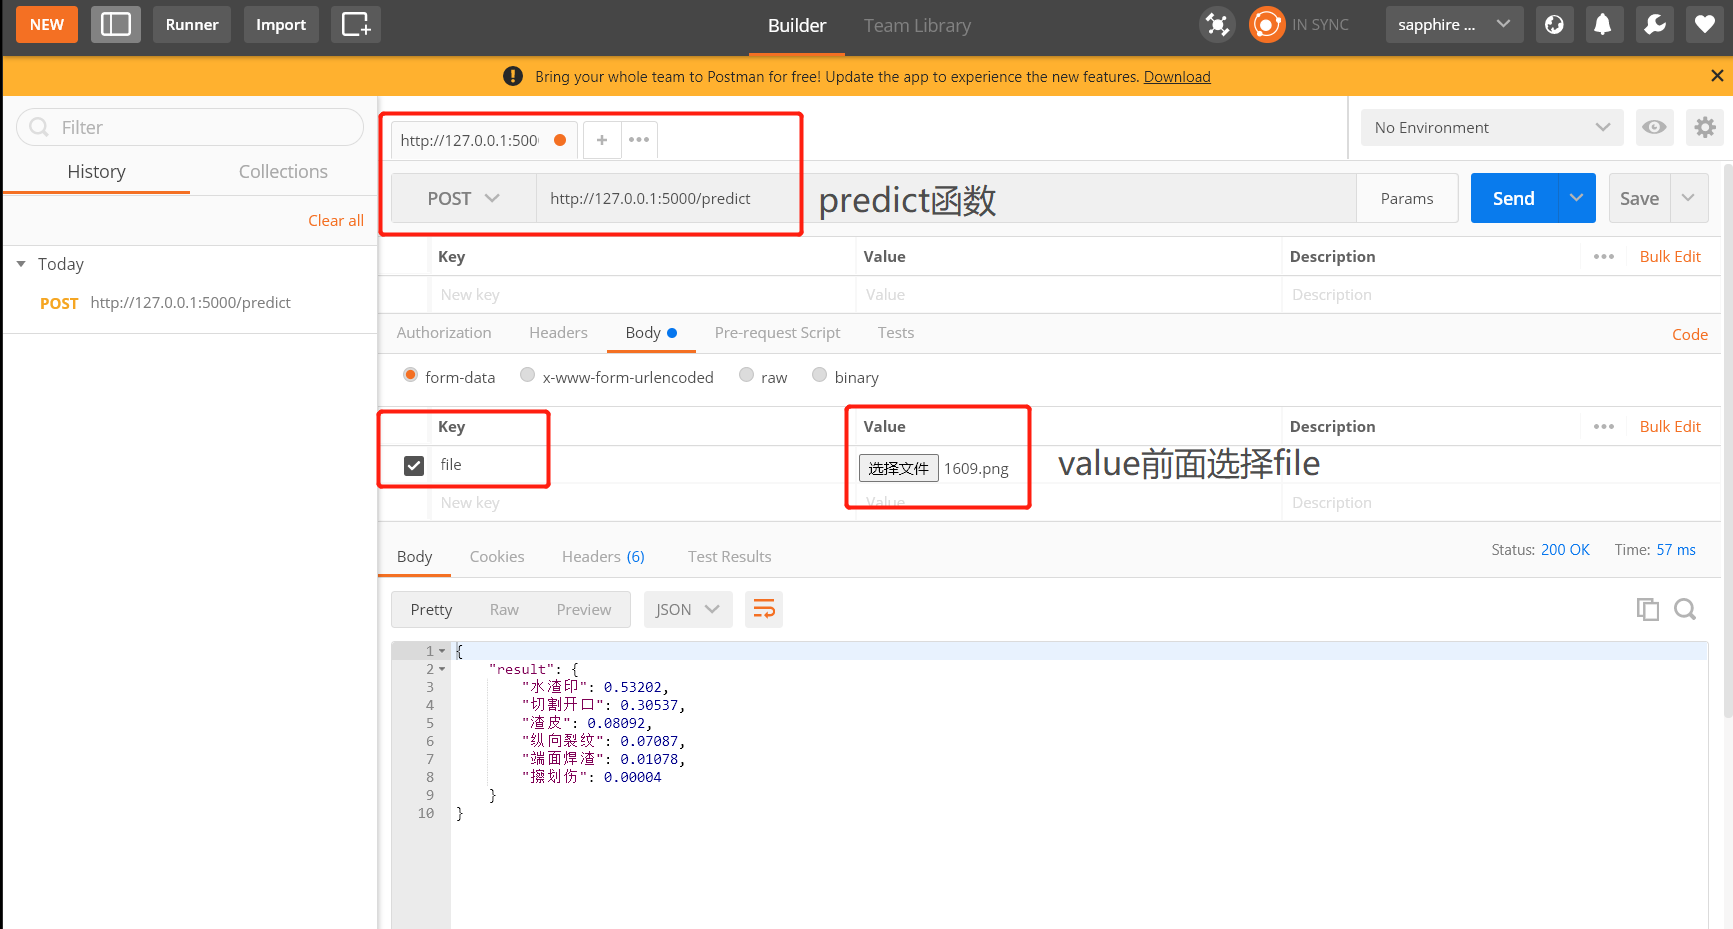 NEW Runner Import Builder Team Library IN SYNC sapphire ...
Bring your whole team to Postman for free! Update the app to experience the new features. Download
Filter
History Collections
Clear all
Today
POST http://127.0.0.1:5000/predict
http://127.0.0.1:500 + ••• No Environment
POST http://127.0.0.1:5000/predict predict函数 Params Send Save
Key Value Description ••• Bulk Edit
New key Value Description
Authorization Headers Body Pre-request Script Tests Code
form-data x-www-form-urlencoded raw binary
Key Value Description ••• Bulk Edit
file 选择文件 1609.png value前面选择file
New key Value Description
Body Cookies Headers (6) Test Results Status: 200 OK Time: 57 ms
Pretty Raw Preview JSON
1 {
2 "result": {
3 "水渣印": 0.53202,
4 "切割开口": 0.30537,
5 "渣皮": 0.08092,
6 "纵向裂纹": 0.07087,
7 "端面焊渣": 0.01078,
8 "擦划伤": 0.00004
9 }
10 }